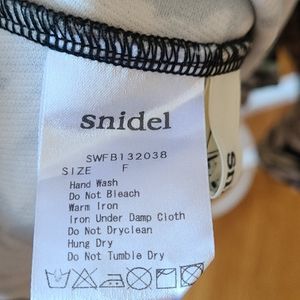 snidel
SWFB132038
SIZE F
Hand Wash
Do Not Bleach
Warm Iron
Iron Under Damp Cloth
Do Not Dryclean
Hung Dry
Do Not Tumble Dry